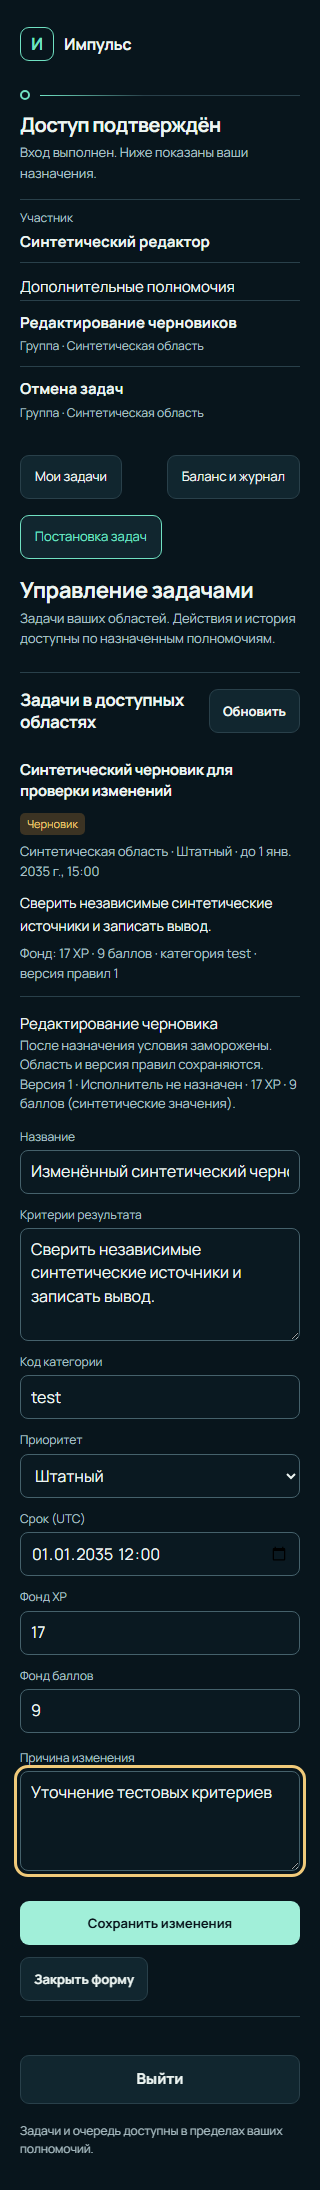 И Импульс
Доступ подтверждён
Вход выполнен. Ниже показаны ваши
назначения.
Участник
Синтетический редактор
Дополнительные полномочия
Редактирование черновиков
Группа · Синтетическая область
Отмена задач
Группа · Синтетическая область
Мои задачи Баланс и журнал
Постановка задач
Управление задачами
Задачи ваших областей. Действия и история
доступны по назначенным полномочиям.
Задачи в доступных
областях
Обновить
Синтетический черновик для
проверки изменений
Черновик
Синтетическая область · Штатный · до 1 янв.
2035 г., 15:00
Сверить независимые синтетические
источники и записать вывод.
Фонд: 17 XP · 9 баллов · категория test ·
версия правил 1
Редактирование черновика
После назначения условия заморожены.
Область и версия правил сохраняются.
Версия 1 · Исполнитель не назначен · 17 XP · 9
баллов (синтетические значения).
Название
Изменённый синтетический черн
Критерии результата
Сверить независимые
синтетические источники и
записать вывод.
Код категории
test
Приоритет
Штатный
Срок (UTC)
01.01.2035 12:00
Фонд XP
17
Фонд баллов
9
Причина изменения
Уточнение тестовых критериев
Сохранить изменения
Закрыть форму
Выйти
Задачи и очередь доступны в пределах ваших
полномочий.